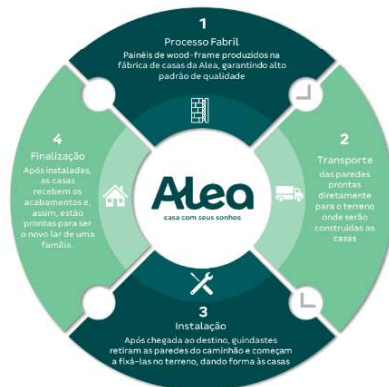 1
Processo Fabril
Painéis de wood-frame produzidos na
fábrica de casas da Alea, garantindo alto
padrão de qualidade
2
Transporte
das paredes
prontas
diretamente
para o terreno
onde serão
construídas as
casas
3
Instalação
Após chegada ao destino, guindastes
retiram as paredes do caminhão e começam
a fixá-las no terreno, dando forma às casas
4
Finalização
Após instaladas,
as casas
recebem os
acabamentos e,
assim, estão
prontas para ser
o novo lar de uma
família.
Alea
casa com seus sonhos